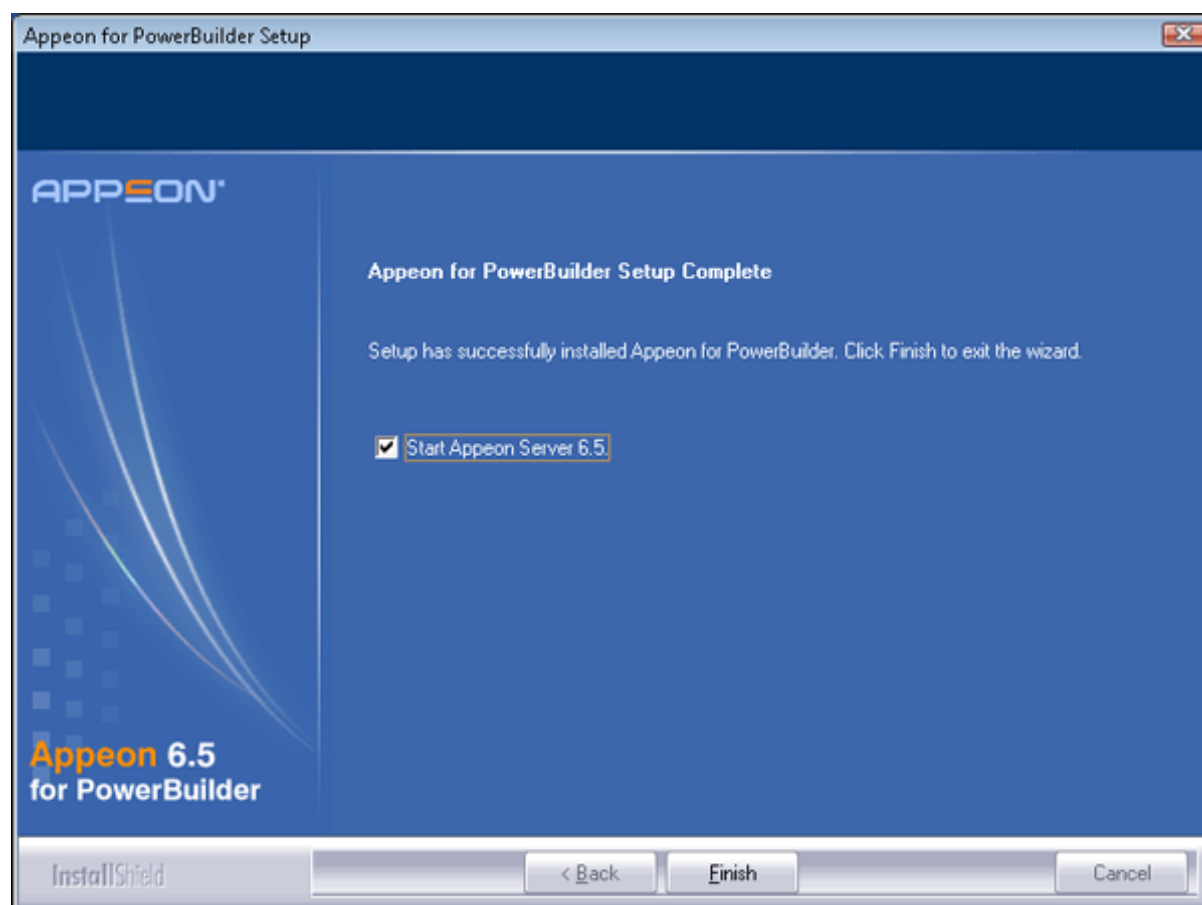 Appeon for PowerBuilder Setup
APPEON
Appeon for PowerBuilder Setup Complete
Setup has successfully installed Appeon for PowerBuilder. Click Finish to exit the wizard.
Start Appeon Server 6.5.
Appeon 6.5
for PowerBuilder
InstallShield
< Back
Finish
Cancel